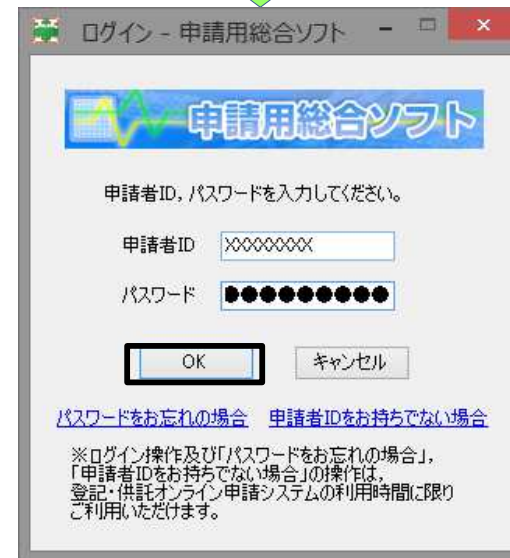 ログイン - 申請用総合ソフト
申請用総合ソフト
申請者ID, パスワードを入力してください。
申請者ID XXXXXXXX
パスワード ●●●●●●●●●
OK キャンセル
パスワードをお忘れの場合 申請者IDをお持ちでない場合
※ログイン操作及び「パスワードをお忘れの場合」,
「申請者IDをお持ちでない場合」の操作は,
登記・供託オンライン申請システムの利用時間に限り
ご利用いただけます。